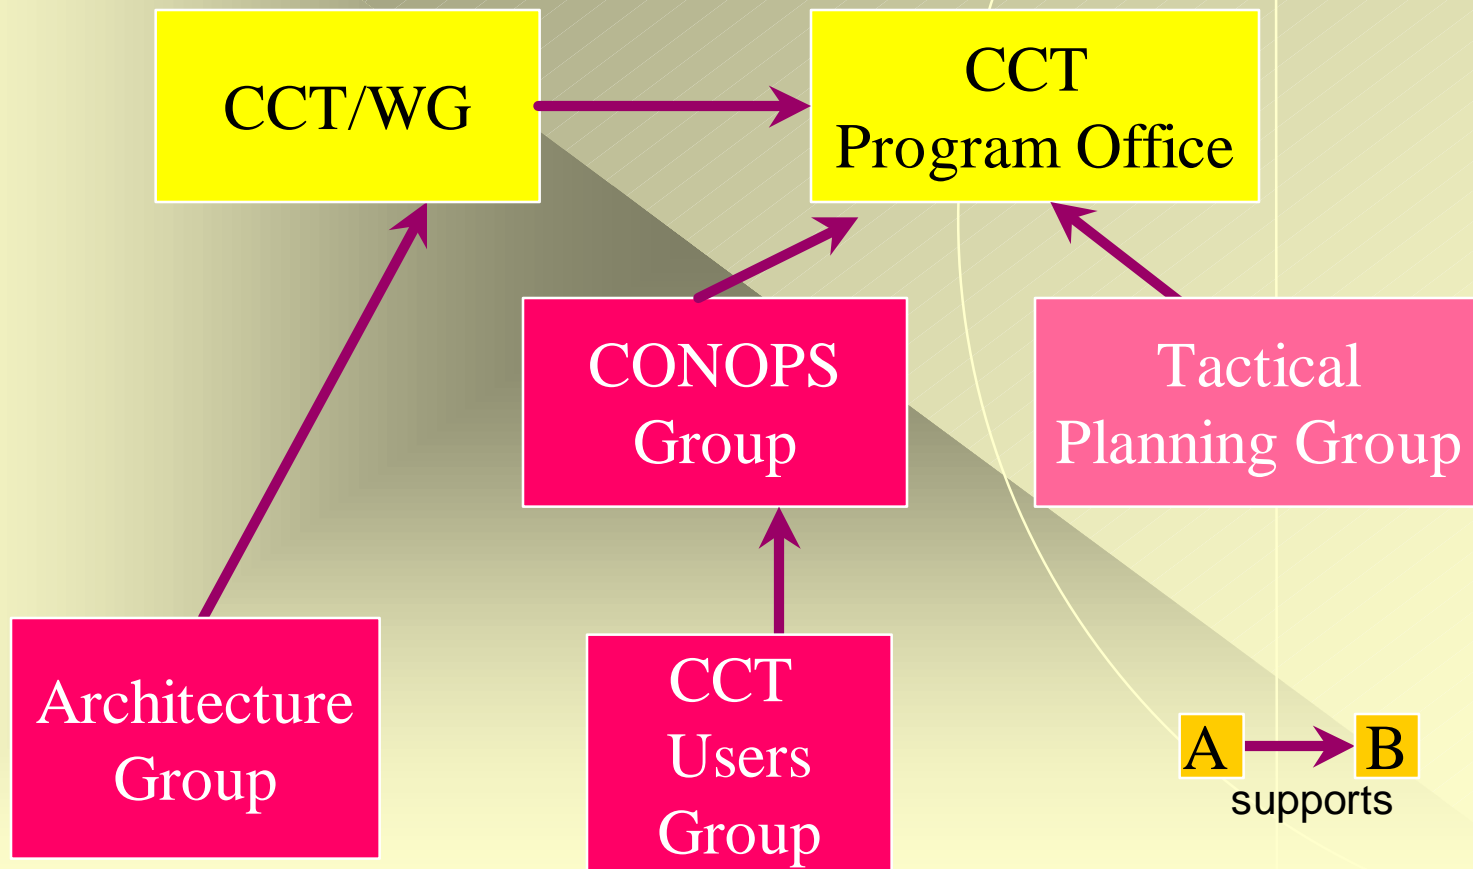 CCT/WG
CCT
Program Office
CONOPS
Group
Tactical
Planning Group
Architecture
Group
CCT
Users
Group
A
B
supports